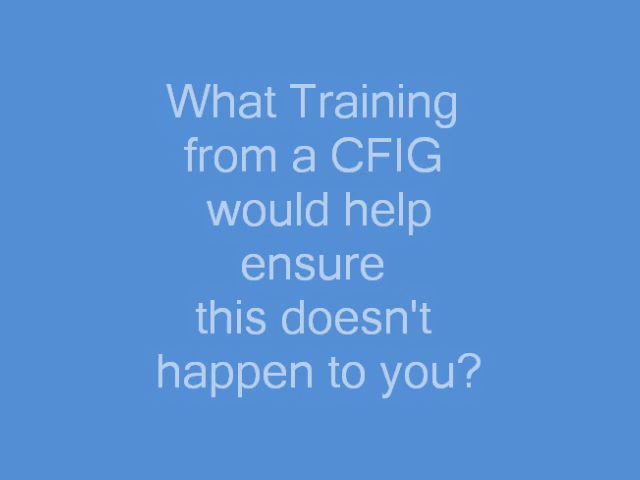 What Training
from a CFIG
would help
ensure
this doesn't
happen to you?